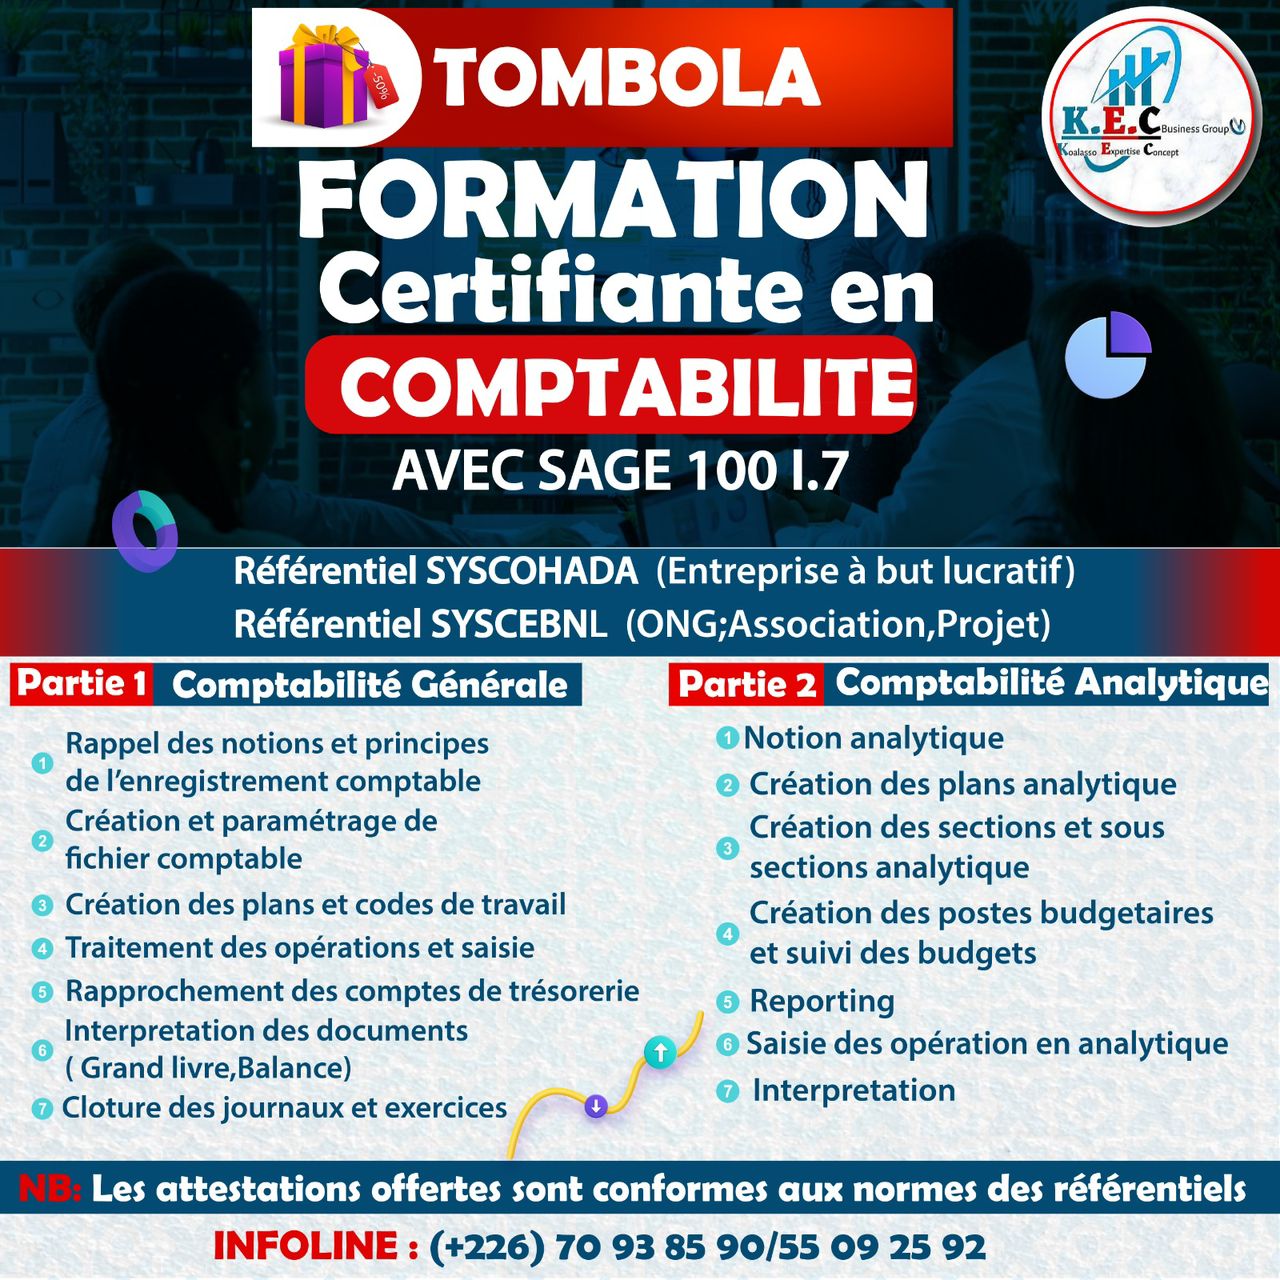 -50%
TOMBOLA
K.E.C Business Group
Koalasso Expertise Concept
FORMATION
Certifiante en
COMPTABILITE
AVEC SAGE 100 I.7
Référentiel SYSCOHADA (Entreprise à but lucratif)
Référentiel SYSCEBNL (ONG;Association,Projet)
Partie 1 Comptabilité Générale
1 Rappel des notions et principes
de l’enregistrement comptable
2 Création et paramétrage de
fichier comptable
3 Création des plans et codes de travail
4 Traitement des opérations et saisie
5 Rapprochement des comptes de trésorerie
6 Interpretation des documents
( Grand livre,Balance)
7 Cloture des journaux et exercices
Partie 2 Comptabilité Analytique
1 Notion analytique
2 Création des plans analytique
3 Création des sections et sous
sections analytique
4 Création des postes budgetaires
et suivi des budgets
5 Reporting
6 Saisie des opération en analytique
7 Interpretation
NB: Les attestations offertes sont conformes aux normes des référentiels
INFOLINE : (+226) 70 93 85 90/55 09 25 92